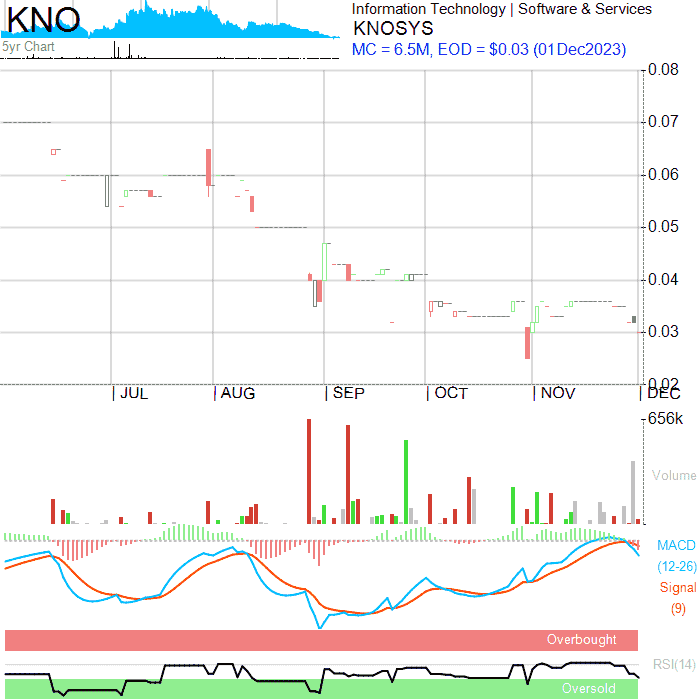 KNO
5yr Chart
Information Technology | Software & Services
KNOSYS
MC = 6.5M, EOD = $0.03 (01Dec2023)
0.08
0.07
0.06
0.05
0.04
0.03
0.02
| JUL | AUG | SEP | OCT | NOV | DEC
656k
Volume
MACD
(12-26)
Signal
(9)
Overbought
RSI(14)
Oversold